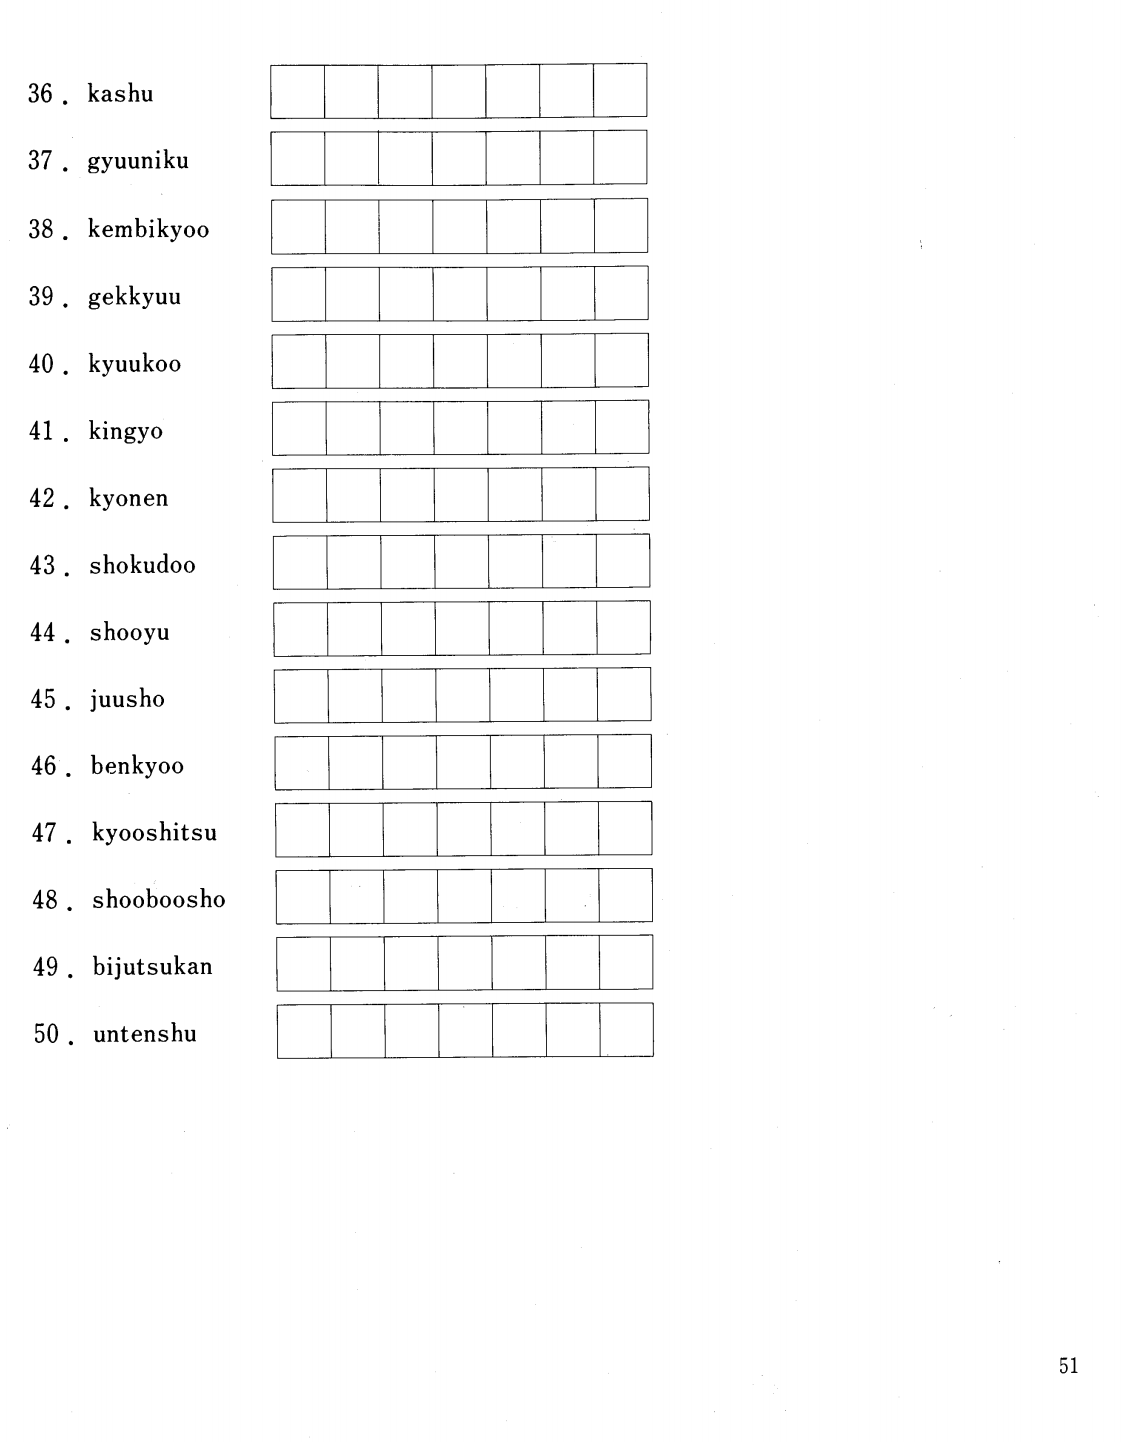 36. kashu
37. gyuuniku
38. kembikyoo
39. gekkyuu
40. kyuukoo
41. kingyo
42. kyonen
43. shokudoo
44. shooyu
45. juusho
46. benkyoo
47. kyooshitsu
48. shooboosho
49. bijutsukan
50. untenshu
51